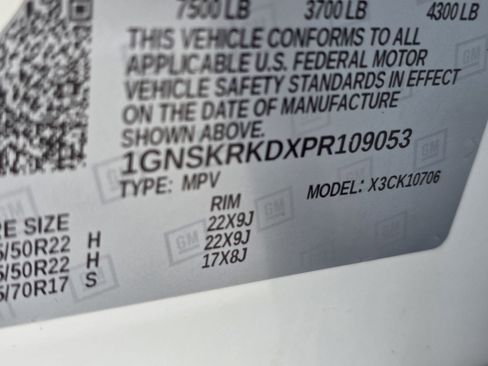 7500 LB 3700 LB 4300 LB
THIS VEHICLE CONFORMS TO ALL
APPLICABLE U.S. FEDERAL MOTOR
VEHICLE SAFETY STANDARDS IN EFFECT
ON THE DATE OF MANUFACTURE
SHOWN ABOVE.
1GNSKRKDXPR109053
TYPE: MPV MODEL: X3CK10706
RE SIZE RIM
5/50R22 H 22X9J
5/50R22 H 22X9J
5/70R17 S 17X8J
GM